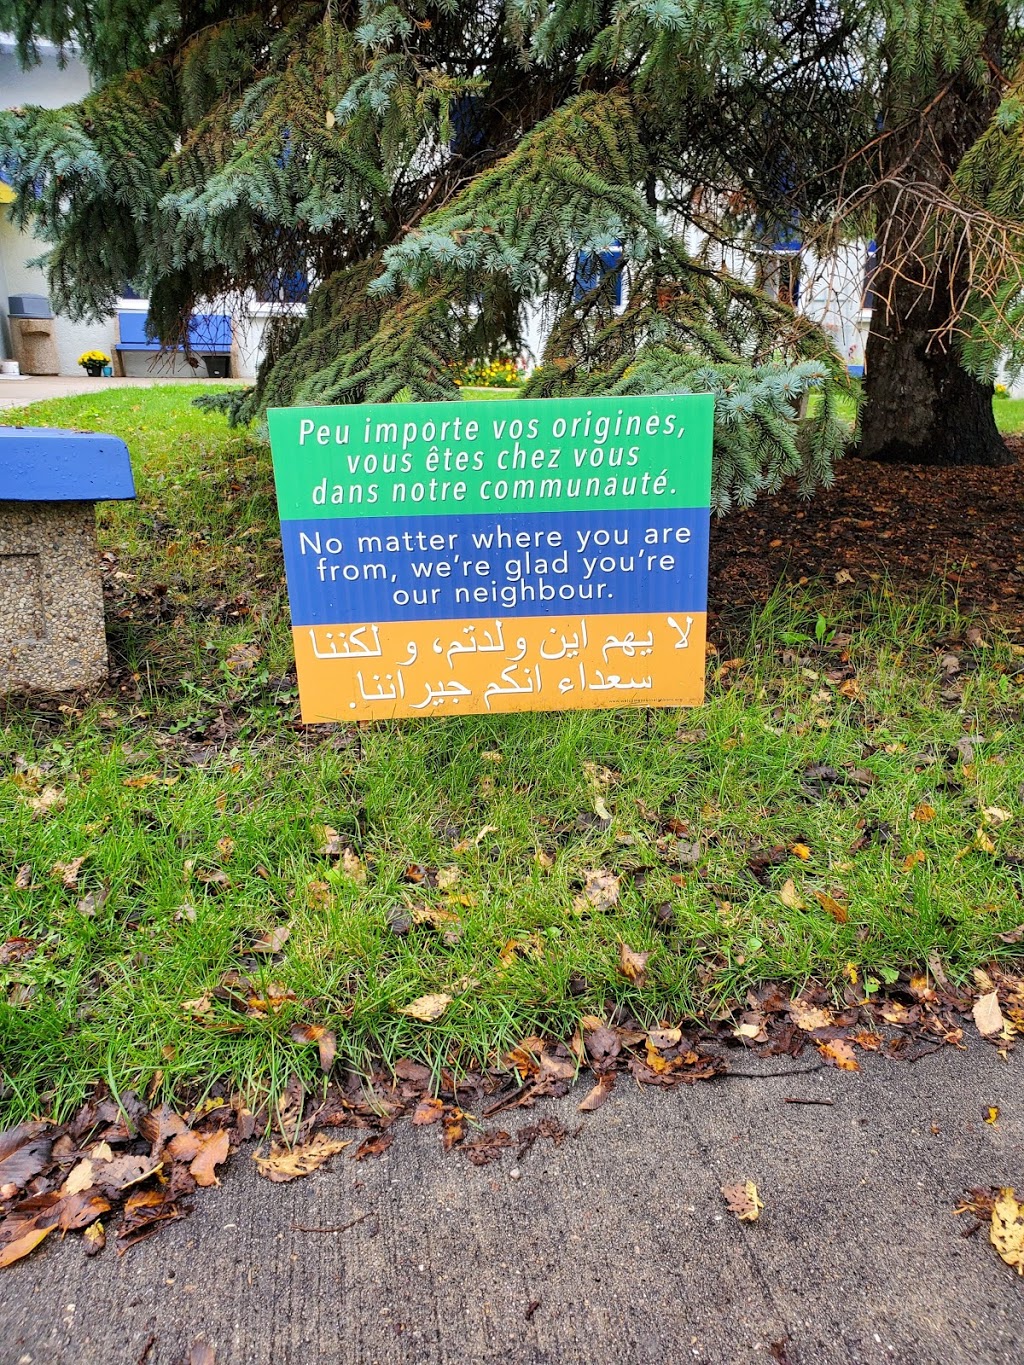 Peu importe vos origines,
vous êtes chez vous
dans notre communauté.
No matter where you are
from, we're glad you're
our neighbour.
لا يهم اين ولدتم، و لكننا
سعداء انكم جيراننا.